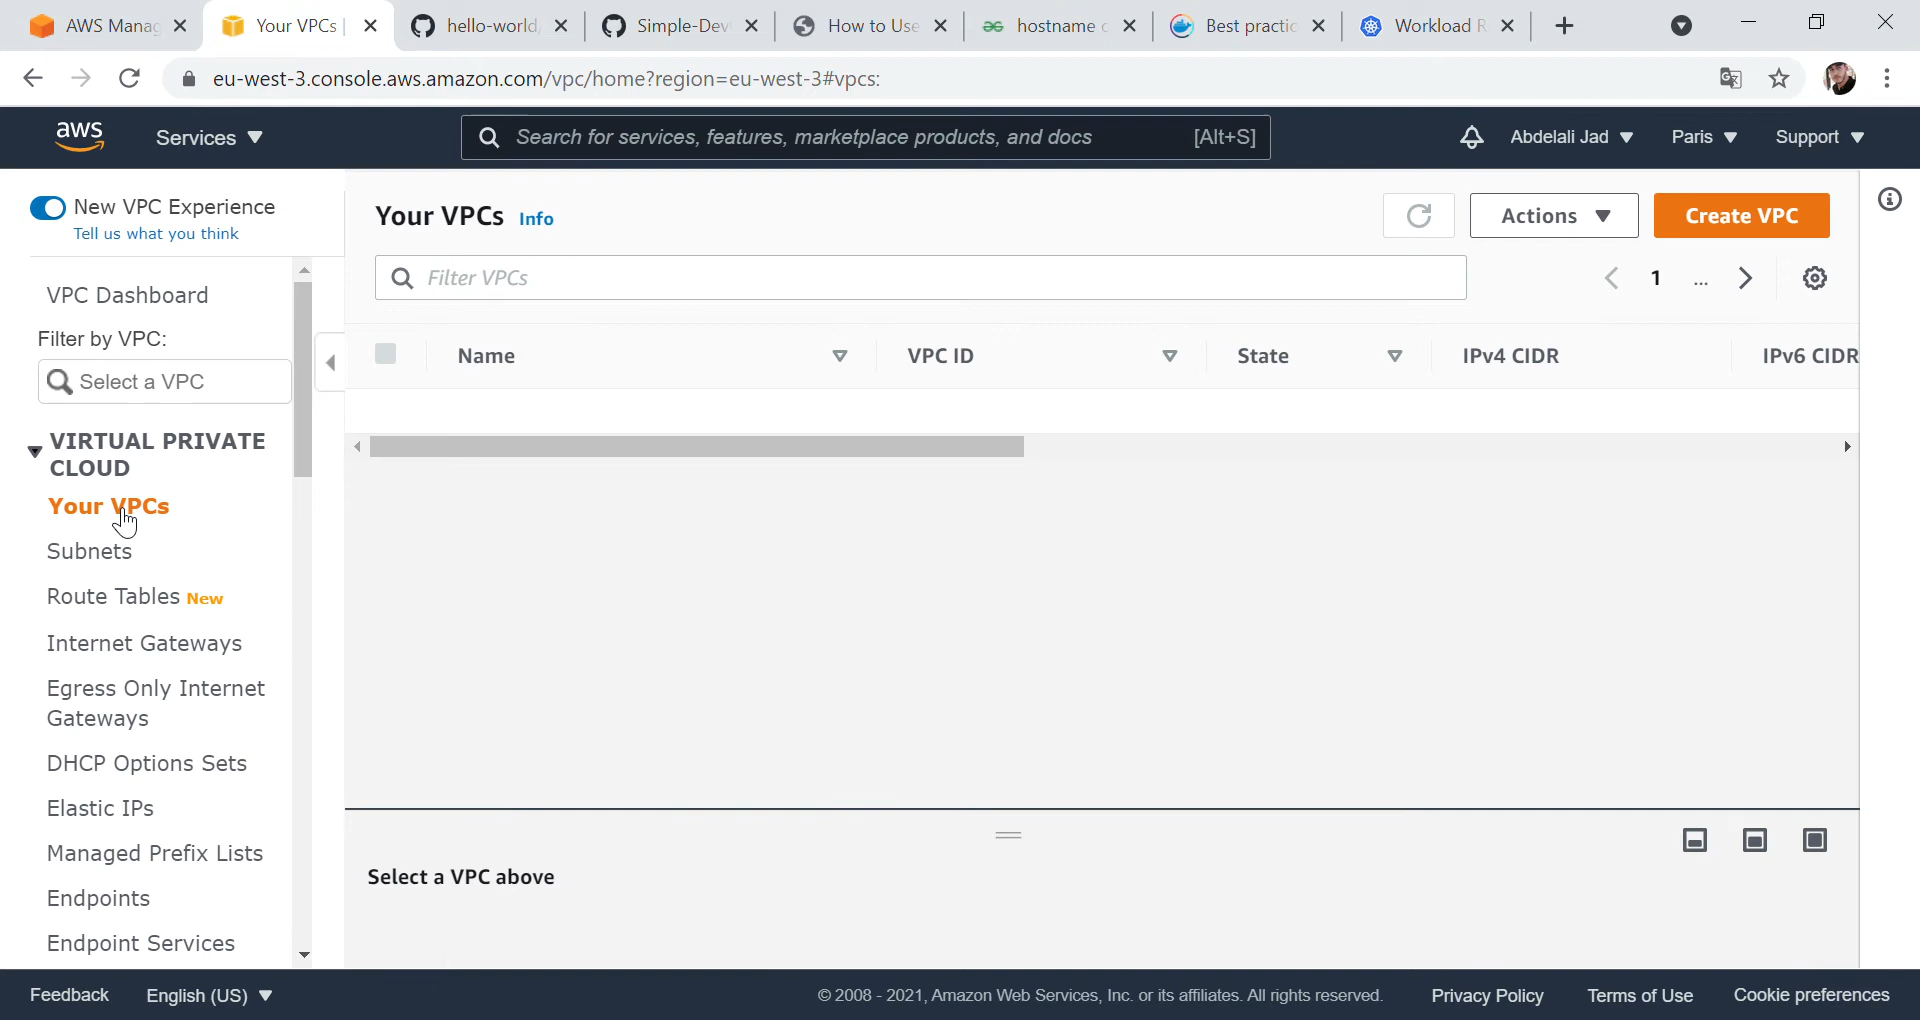 AWS Manag
Your VPCs |
hello-world,
Simple-Dev
How to Use
hostname c
Best practic
Workload R
eu-west-3.console.aws.amazon.com/vpc/home?region=eu-west-3#vpcs:
aws
Services
Search for services, features, marketplace products, and docs [Alt+S]
Abdelali Jad
Paris
Support
New VPC Experience
Tell us what you think
VPC Dashboard
Filter by VPC:
Select a VPC
VIRTUAL PRIVATE
CLOUD
Your VPCs
Subnets
Route Tables New
Internet Gateways
Egress Only Internet
Gateways
DHCP Options Sets
Elastic IPs
Managed Prefix Lists
Endpoints
Endpoint Services
Your VPCs Info
Actions
Create VPC
Filter VPCs
1 ...
Name
VPC ID
State
IPv4 CIDR
IPv6 CIDR
Select a VPC above
Feedback
English (US)
© 2008 - 2021, Amazon Web Services, Inc. or its affiliates. All rights reserved.
Privacy Policy
Terms of Use
Cookie preferences